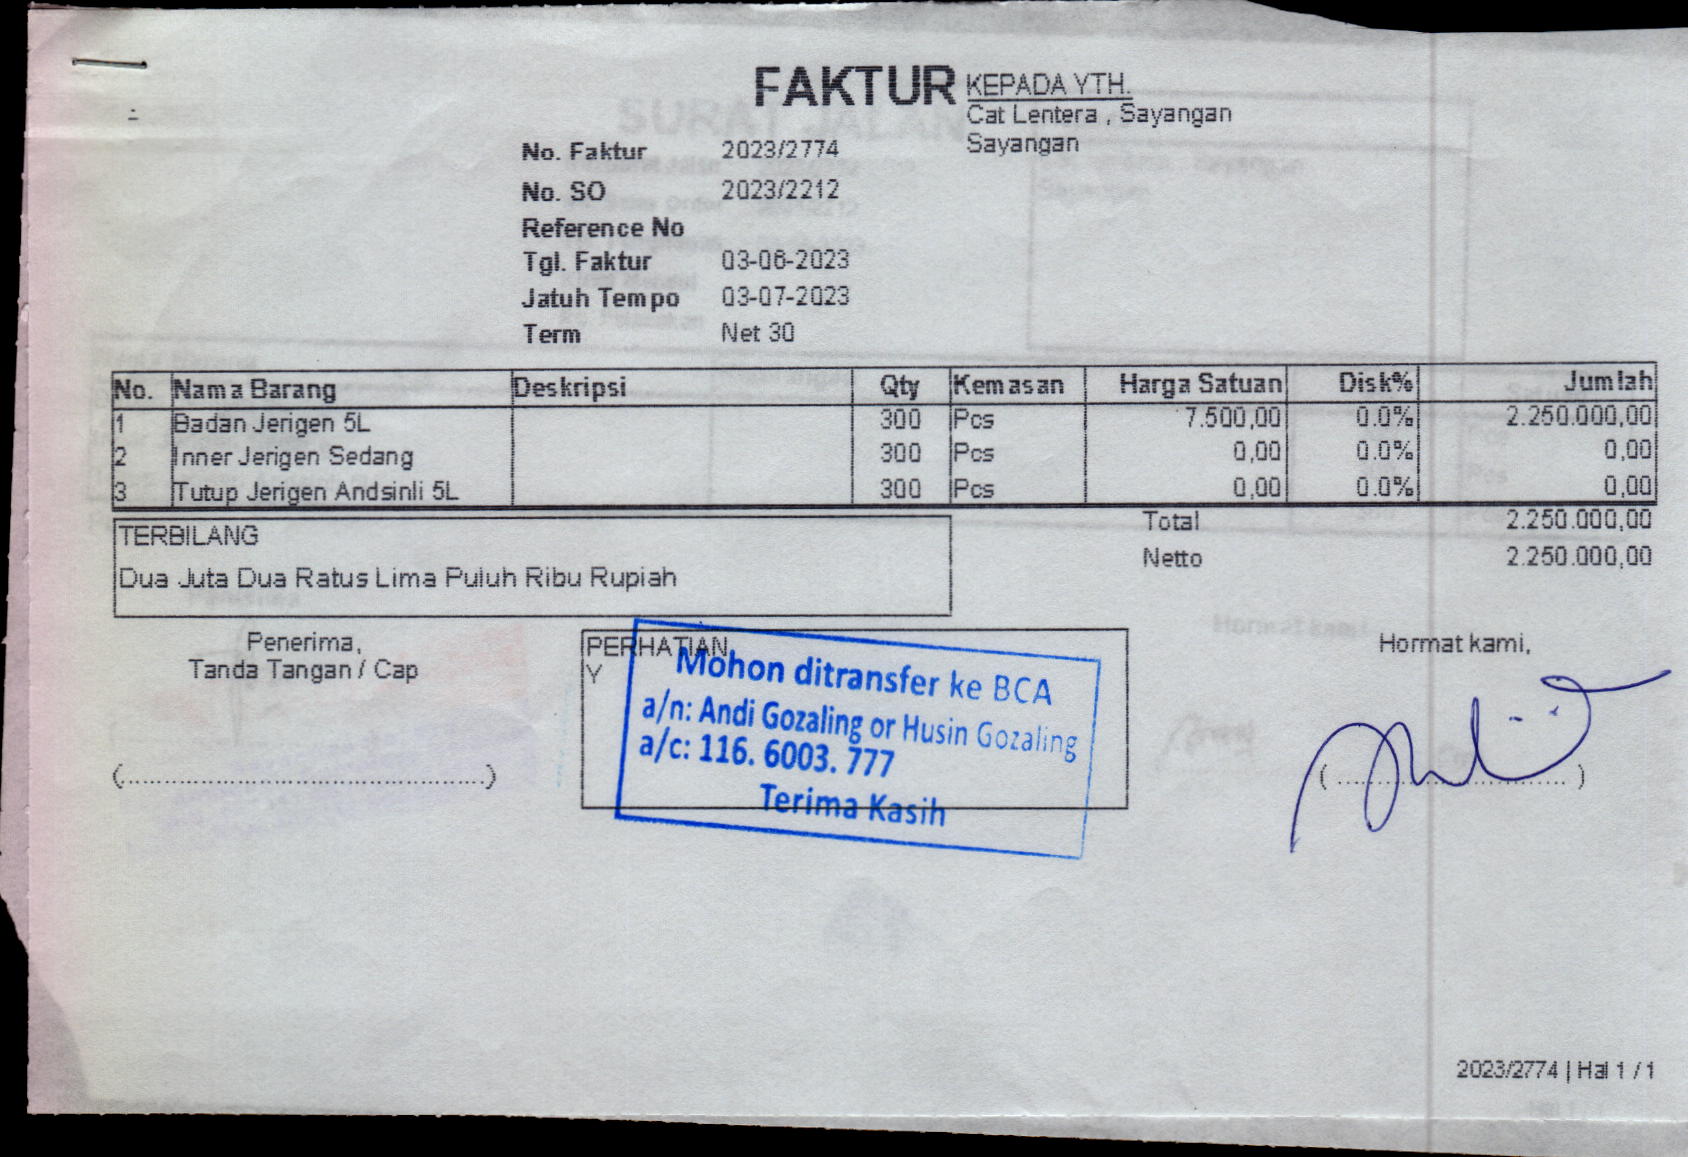 FAKTUR
KEPADA YTH.
Cat Lentera , Sayangan
Sayangan
No. Faktur 2023/2774
No. SO 2023/2212
Reference No
Tgl. Faktur 03-06-2023
Jatuh Tempo 03-07-2023
Term Net 30
No. Nama Barang Deskripsi Qty Kemasan Harga Satuan Disk% Jumlah
1 Badan Jerigen 5L 300 Pcs 7.500,00 0.0% 2.250.000,00
2 Inner Jerigen Sedang 300 Pcs 0,00 0.0% 0,00
3 Tutup Jerigen Andsinli 5L 300 Pcs 0,00 0.0% 0,00
Total 2.250.000,00
Netto 2.250.000,00
TERBILANG
Dua Juta Dua Ratus Lima Puluh Ribu Rupiah
Penerima,
Tanda Tangan / Cap
(...............................................)
PERHATIAN
Y
Mohon ditransfer ke BCA
a/n: Andi Gozaling or Husin Gozaling
a/c: 116. 6003. 777
Terima Kasih
Hormat kami,
( ............................. )
2023/2774 | Hal 1 / 1
SURAT JALAN